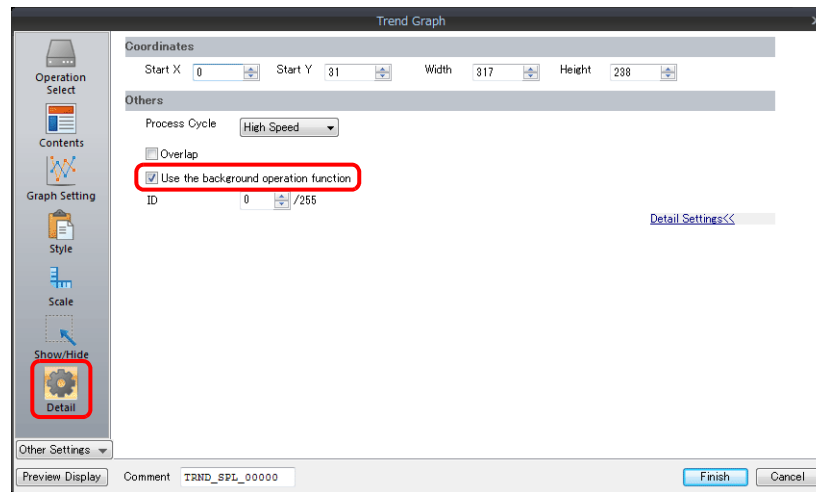 Trend Graph
Operation
Select
Contents
Graph Setting
Style
Scale
Show/Hide
Detail
Other Settings
Coordinates
Start X 0 Start Y 31 Width 317 Height 238
Others
Process Cycle High Speed
Overlap
Use the background operation function
ID 0 /255
Detail Settings<<
Preview Display Comment TRND_SPL_00000 Finish Cancel